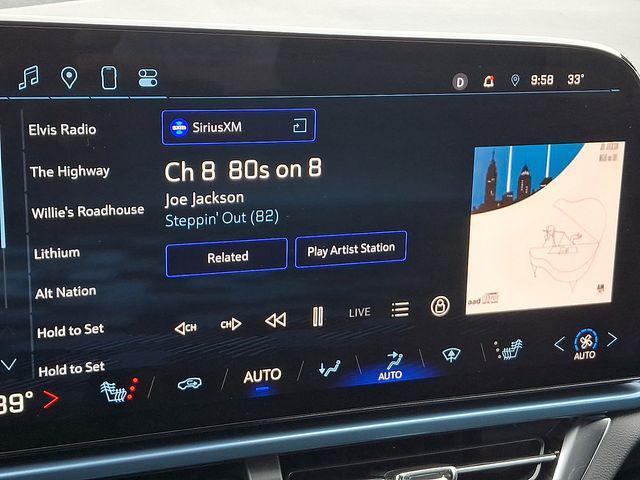 D 9:58 33°
Elvis Radio
The Highway
Willie's Roadhouse
Lithium
Alt Nation
Hold to Set
Hold to Set
SiriusXM
Ch 8 80s on 8
Joe Jackson
Steppin' Out (82)
Related
Play Artist Station
CH
CH
LIVE
AUTO
AUTO
AUTO